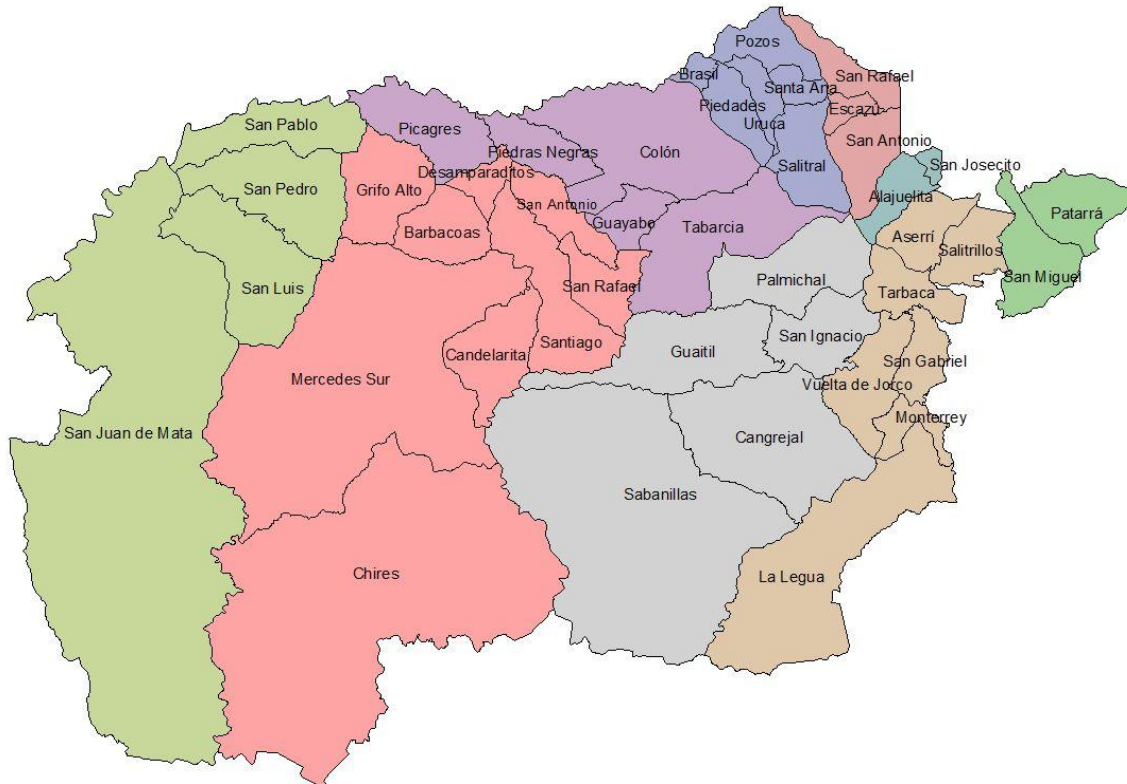 Pozos
Brasil
San Rafael
Santa Ana
Piedades
Escazú
Uruca
San Pablo
Picagres
San Antonio
Piedras Negras
Colón
San Josecito
Salitral
Desamparaditos
San Pedro
Grifo Alto
Alajuelita
San Antonio
Patarrá
Guayabo
Tabarcia
Barbacoas
Aserrí
Salitrillos
San Miguel
Palmichal
San Luis
San Rafael
Tarbaca
San Ignacio
Santiago
Guaitil
Candelarita
San Gabriel
Mercedes Sur
Vuelta de Jorco
Monterrey
San Juan de Mata
Cangrejal
Sabanillas
Chires
La Legua